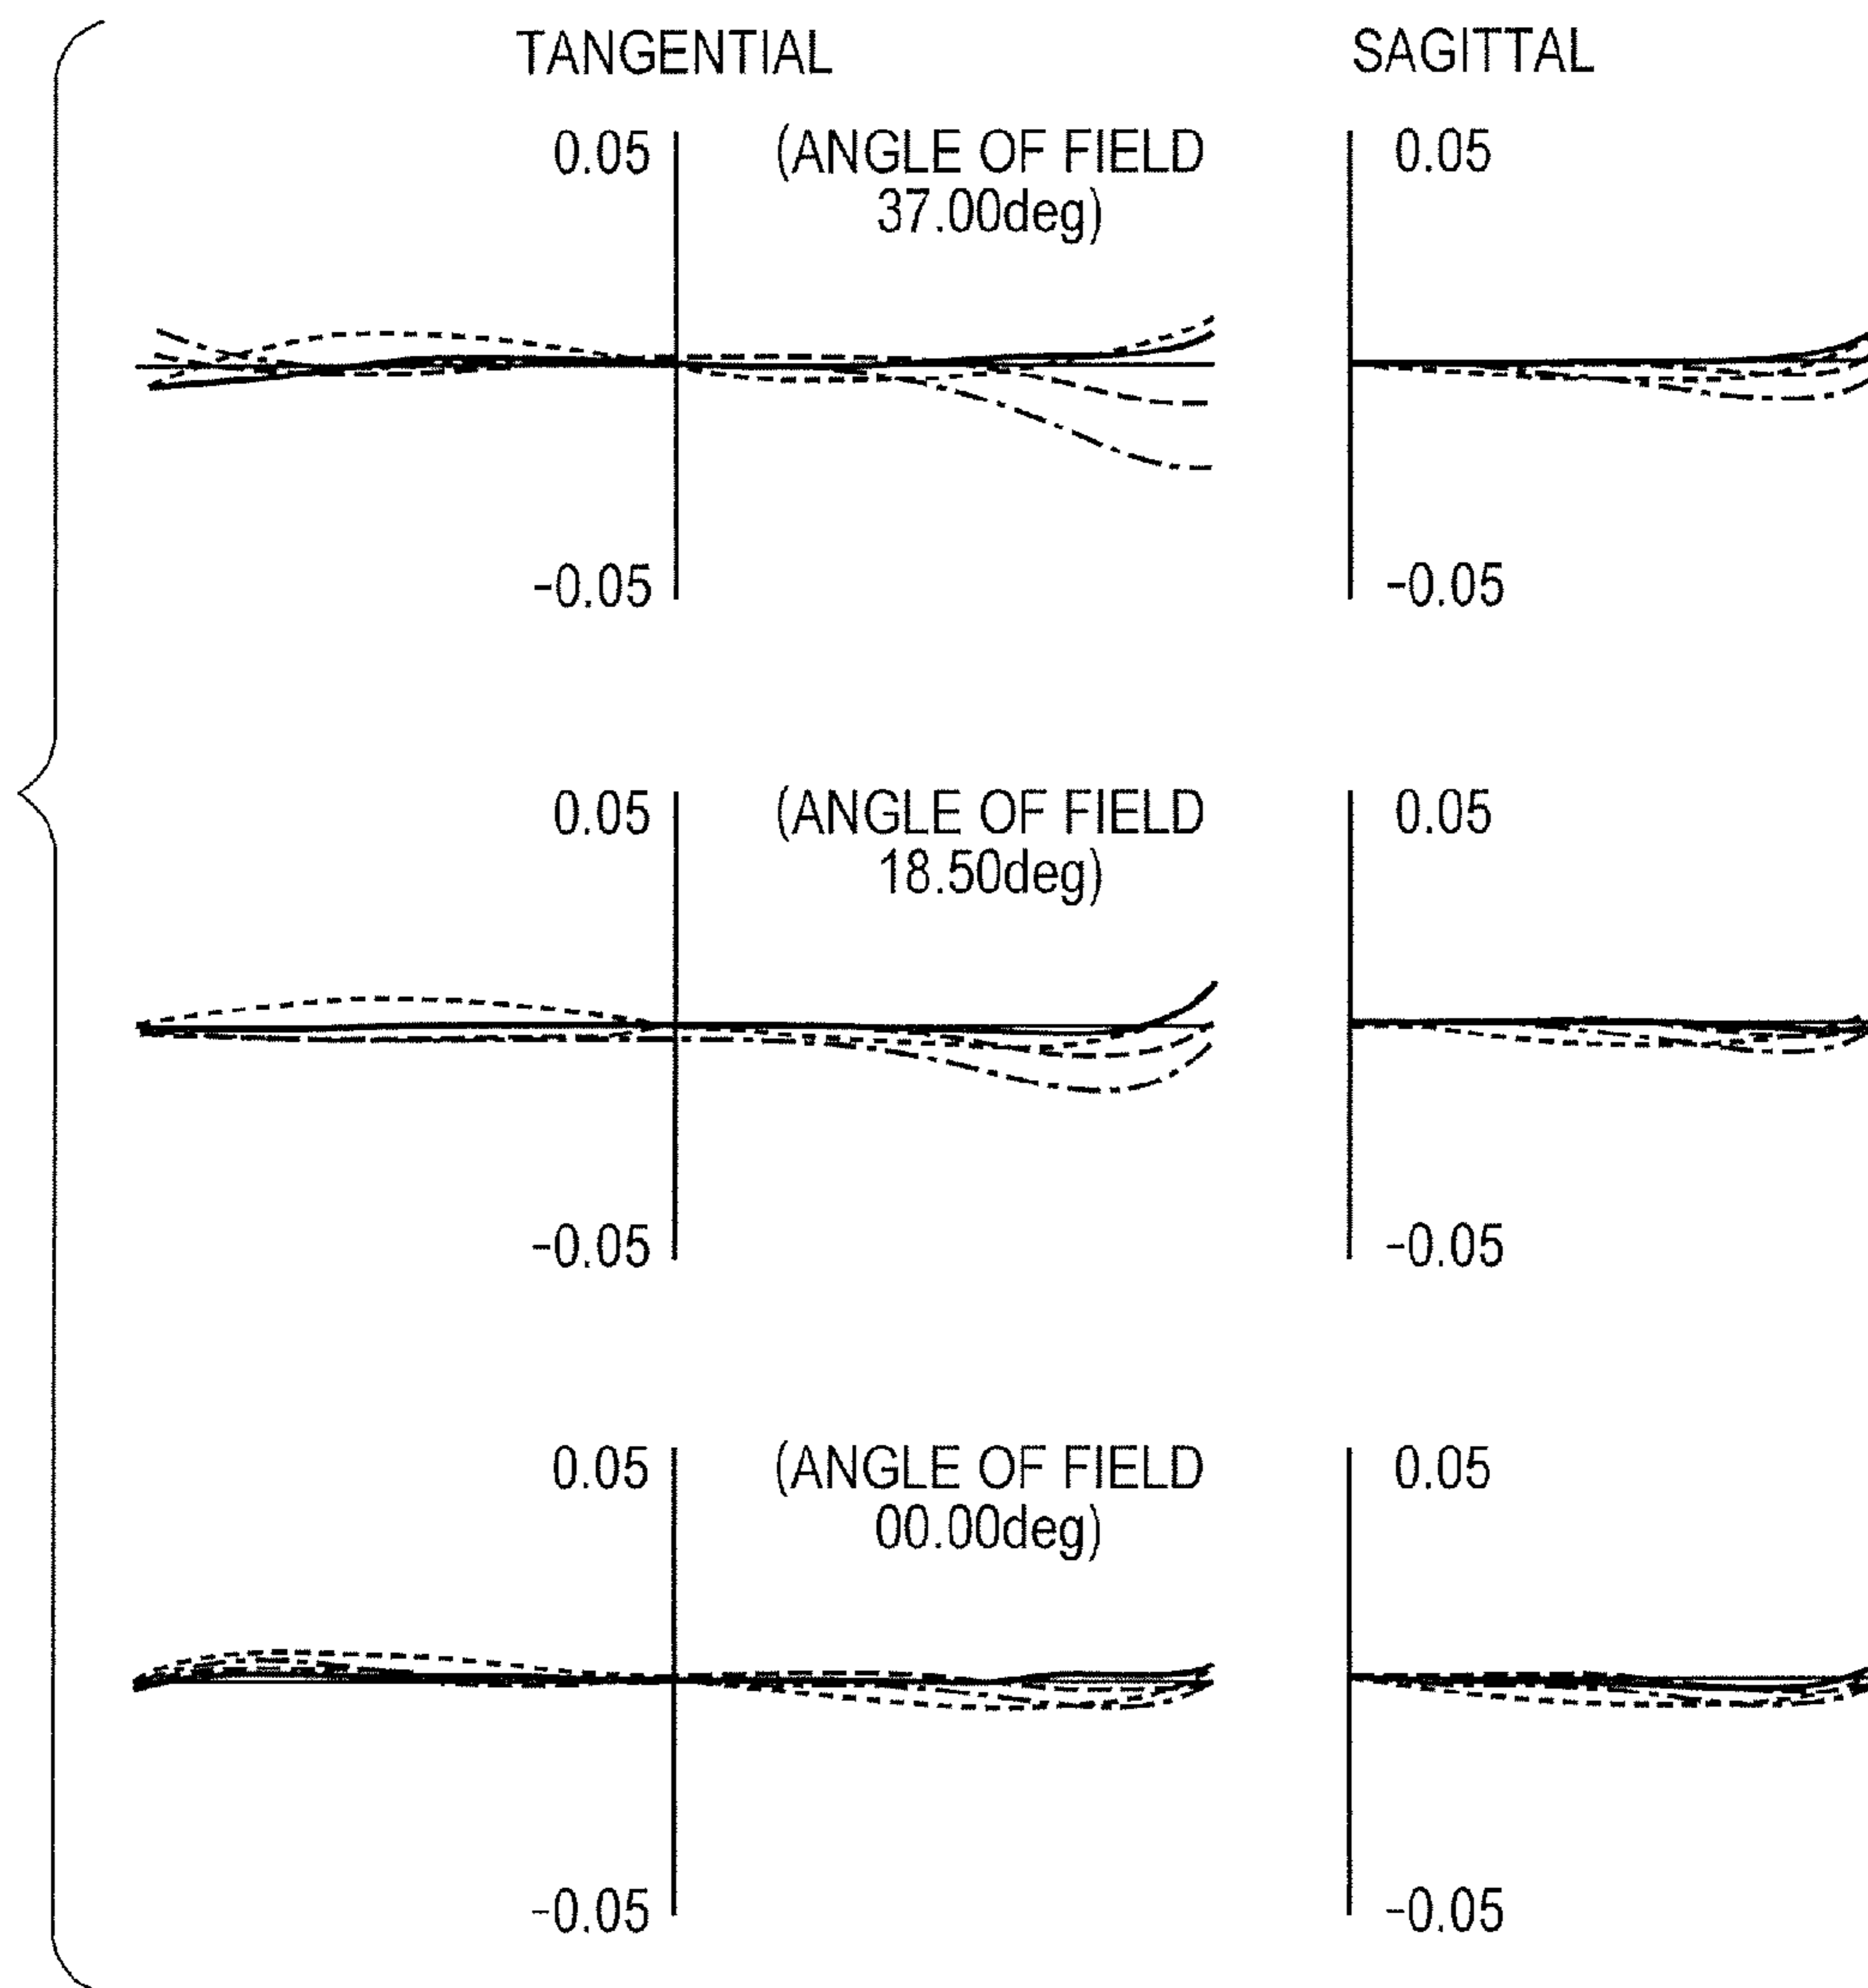 TANGENTIAL SAGITTAL
0.05 (ANGLE OF FIELD 0.05
37.00deg)
-0.05 -0.05
0.05 (ANGLE OF FIELD 0.05
18.50deg)
-0.05 -0.05
0.05 (ANGLE OF FIELD 0.05
00.00deg)
-0.05 -0.05